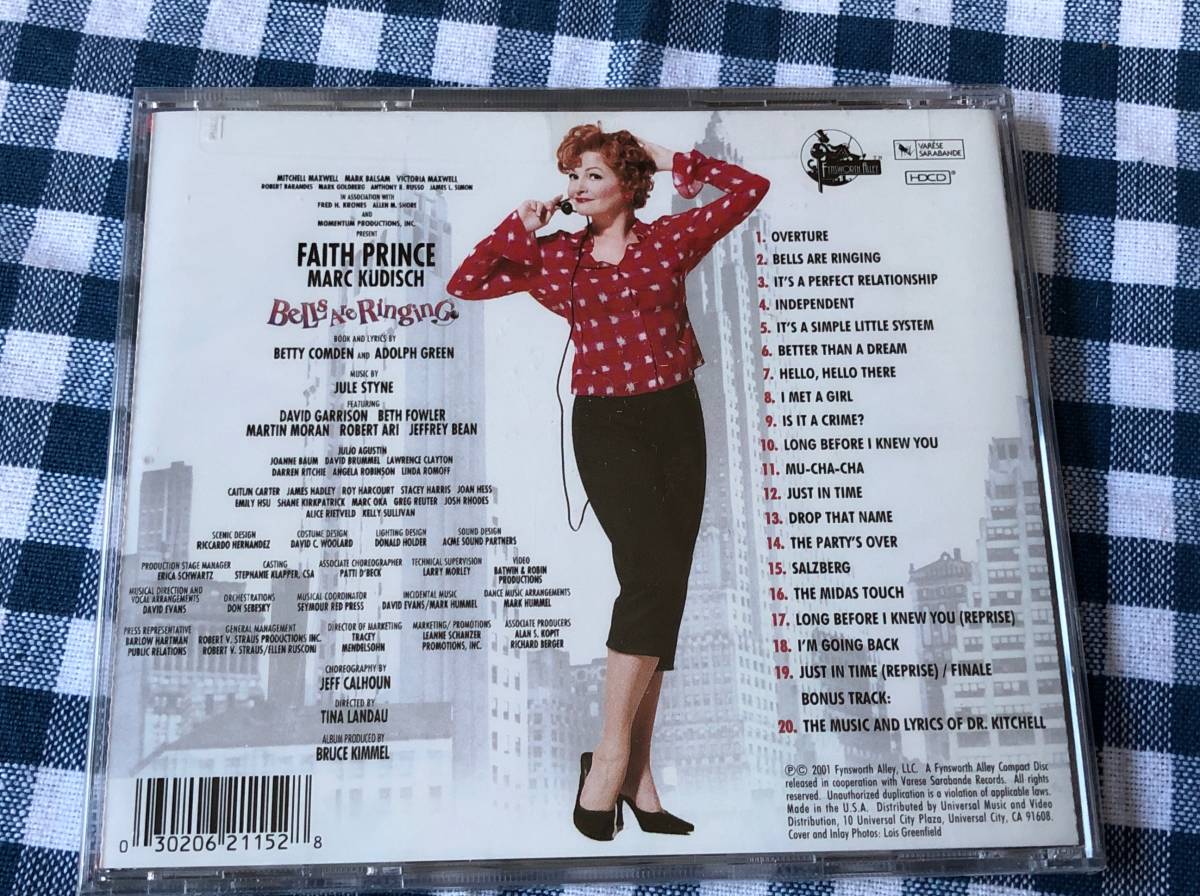 MITCHELL MAXWELL MARK BALSAM VICTORIA MAXWELL
ROBERT BARANDES MARK GOLDBERG ANTHONY R. RUSSO JAMES L. SIMON
IN ASSOCIATION WITH
FRED H. KRONES ALLEN M. SHORE
AND
MOMENTUM PRODUCTIONS, INC.
PRESENT
FAITH PRINCE
MARC KUDISCH
Bells Are Ringing
BOOK AND LYRICS BY
BETTY COMDEN AND ADOLPH GREEN
MUSIC BY
JULE STYNE
FEATURING
DAVID GARRISON BETH FOWLER
MARTIN MORAN ROBERT ARI JEFFREY BEAN
JULIO AGUSTIN
JOANNE BAUM DAVID BRUMMEL LAWRENCE CLAYTON
DARREN RITCHIE ANGELA ROBINSON LINDA ROMOFF
CAITLIN CARTER JAMES HADLEY ROY HARCOURT STACEY HARRIS JOAN HESS
EMILY HSU SHANE KIRKPATRICK MARC OKA GREG REUTER JOSH RHODES
ALICE RIETVELD KELLY SULLIVAN
SCENIC DESIGN COSTUME DESIGN LIGHTING DESIGN SOUND DESIGN
RICCARDO HERNANDEZ DAVID C. WOOLARD DONALD HOLDER ACME SOUND PARTNERS
PRODUCTION STAGE MANAGER CASTING ASSOCIATE CHOREOGRAPHER TECHNICAL SUPERVISION VIDEO
ERICA SCHWARTZ STEPHANIE KLAPPER, CSA PATTI D'BECK LARRY MORLEY BATWIN & ROBIN
PRODUCTIONS
MUSICAL DIRECTION AND ORCHESTRATIONS MUSICAL COORDINATOR INCIDENTAL MUSIC DANCE MUSIC ARRANGEMENTS
VOCAL ARRANGEMENTS DON SEBESKY SEYMOUR RED PRESS DAVID EVANS/MARK HUMMEL MARK HUMMEL
DAVID EVANS
PRESS REPRESENTATIVE GENERAL MANAGEMENT DIRECTOR OF MARKETING MARKETING/ PROMOTIONS ASSOCIATE PRODUCERS
BARLOW HARTMAN ROBERT V. STRAUS PRODUCTIONS INC. TRACEY LEANNE SCHANZER ALAN S. KOPIT
PUBLIC RELATIONS ROBERT V. STRAUS/ELLEN RUSCONI MENDELSOHN PROMOTIONS, INC. RICHARD BERGER
CHOREOGRAPHY BY
JEFF CALHOUN
DIRECTED BY
TINA LANDAU
ALBUM PRODUCED BY
BRUCE KIMMEL
0 30206 21152 8
FYNSWORTH ALLEY TM
VARÈSE
SARABANDE
HDCD®
1. OVERTURE
2. BELLS ARE RINGING
3. IT'S A PERFECT RELATIONSHIP
4. INDEPENDENT
5. IT'S A SIMPLE LITTLE SYSTEM
6. BETTER THAN A DREAM
7. HELLO, HELLO THERE
8. I MET A GIRL
9. IS IT A CRIME?
10. LONG BEFORE I KNEW YOU
11. MU-CHA-CHA
12. JUST IN TIME
13. DROP THAT NAME
14. THE PARTY'S OVER
15. SALZBERG
16. THE MIDAS TOUCH
17. LONG BEFORE I KNEW YOU (REPRISE)
18. I'M GOING BACK
19. JUST IN TIME (REPRISE) / FINALE
BONUS TRACK:
20. THE MUSIC AND LYRICS OF DR. KITCHELL
℗© 2001 Fynsworth Alley, LLC. A Fynsworth Alley Compact Disc
released in cooperation with Varese Sarabande Records. All rights
reserved. Unauthorized duplication is a violation of applicable laws.
Made in the U.S.A. Distributed by Universal Music and Video
Distribution, 10 Universal City Plaza, Universal City, CA 91608.
Cover and Inlay Photos: Lois Greenfield